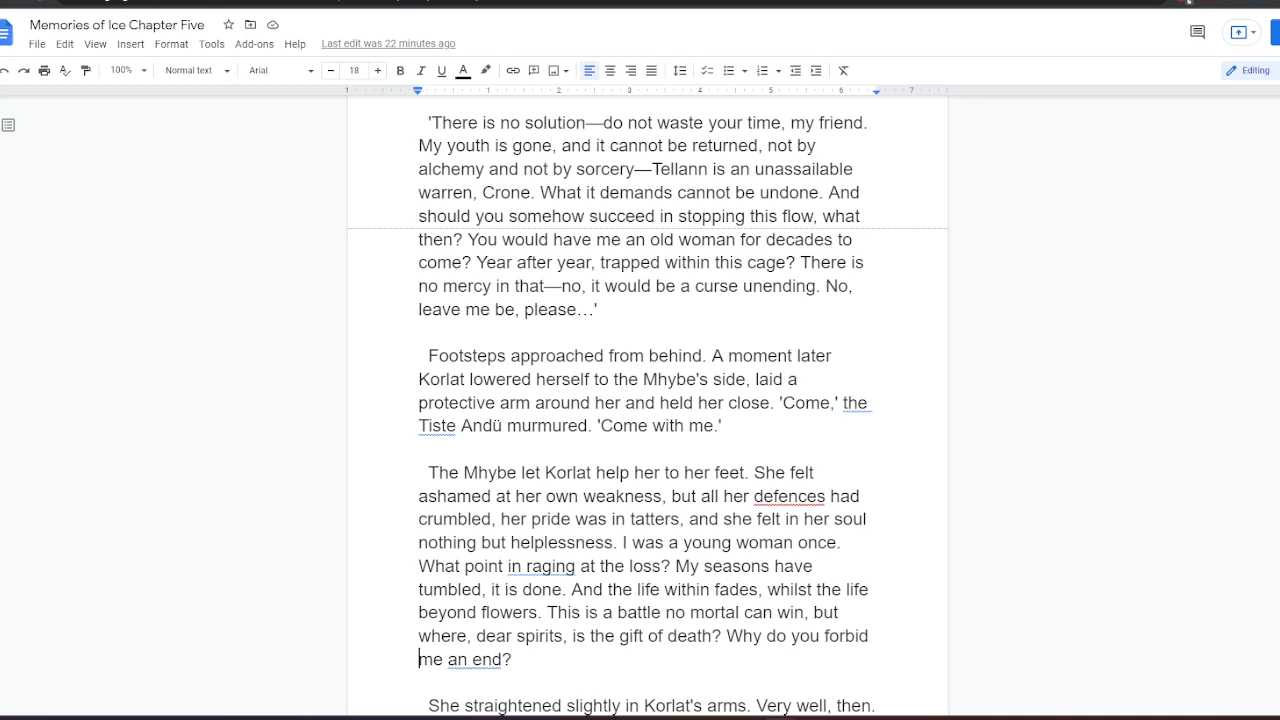 Memories of Ice Chapter Five
File Edit View Insert Format Tools Add-ons Help Last edit was 22 minutes ago
100% Normal text Arial 18 B I U A Editing
1 1 2 3 4 5 6 7
'There is no solution—do not waste your time, my friend.
My youth is gone, and it cannot be returned, not by
alchemy and not by sorcery—Tellann is an unassailable
warren, Crone. What it demands cannot be undone. And
should you somehow succeed in stopping this flow, what
then? You would have me an old woman for decades to
come? Year after year, trapped within this cage? There is
no mercy in that—no, it would be a curse unending. No,
leave me be, please…'
Footsteps approached from behind. A moment later
Korlat lowered herself to the Mhybe's side, laid a
protective arm around her and held her close. 'Come,' the
Tiste Andü murmured. 'Come with me.'
The Mhybe let Korlat help her to her feet. She felt
ashamed at her own weakness, but all her defences had
crumbled, her pride was in tatters, and she felt in her soul
nothing but helplessness. I was a young woman once.
What point in raging at the loss? My seasons have
tumbled, it is done. And the life within fades, whilst the life
beyond flowers. This is a battle no mortal can win, but
where, dear spirits, is the gift of death? Why do you forbid
me an end?
She straightened slightly in Korlat's arms. Very well, then.